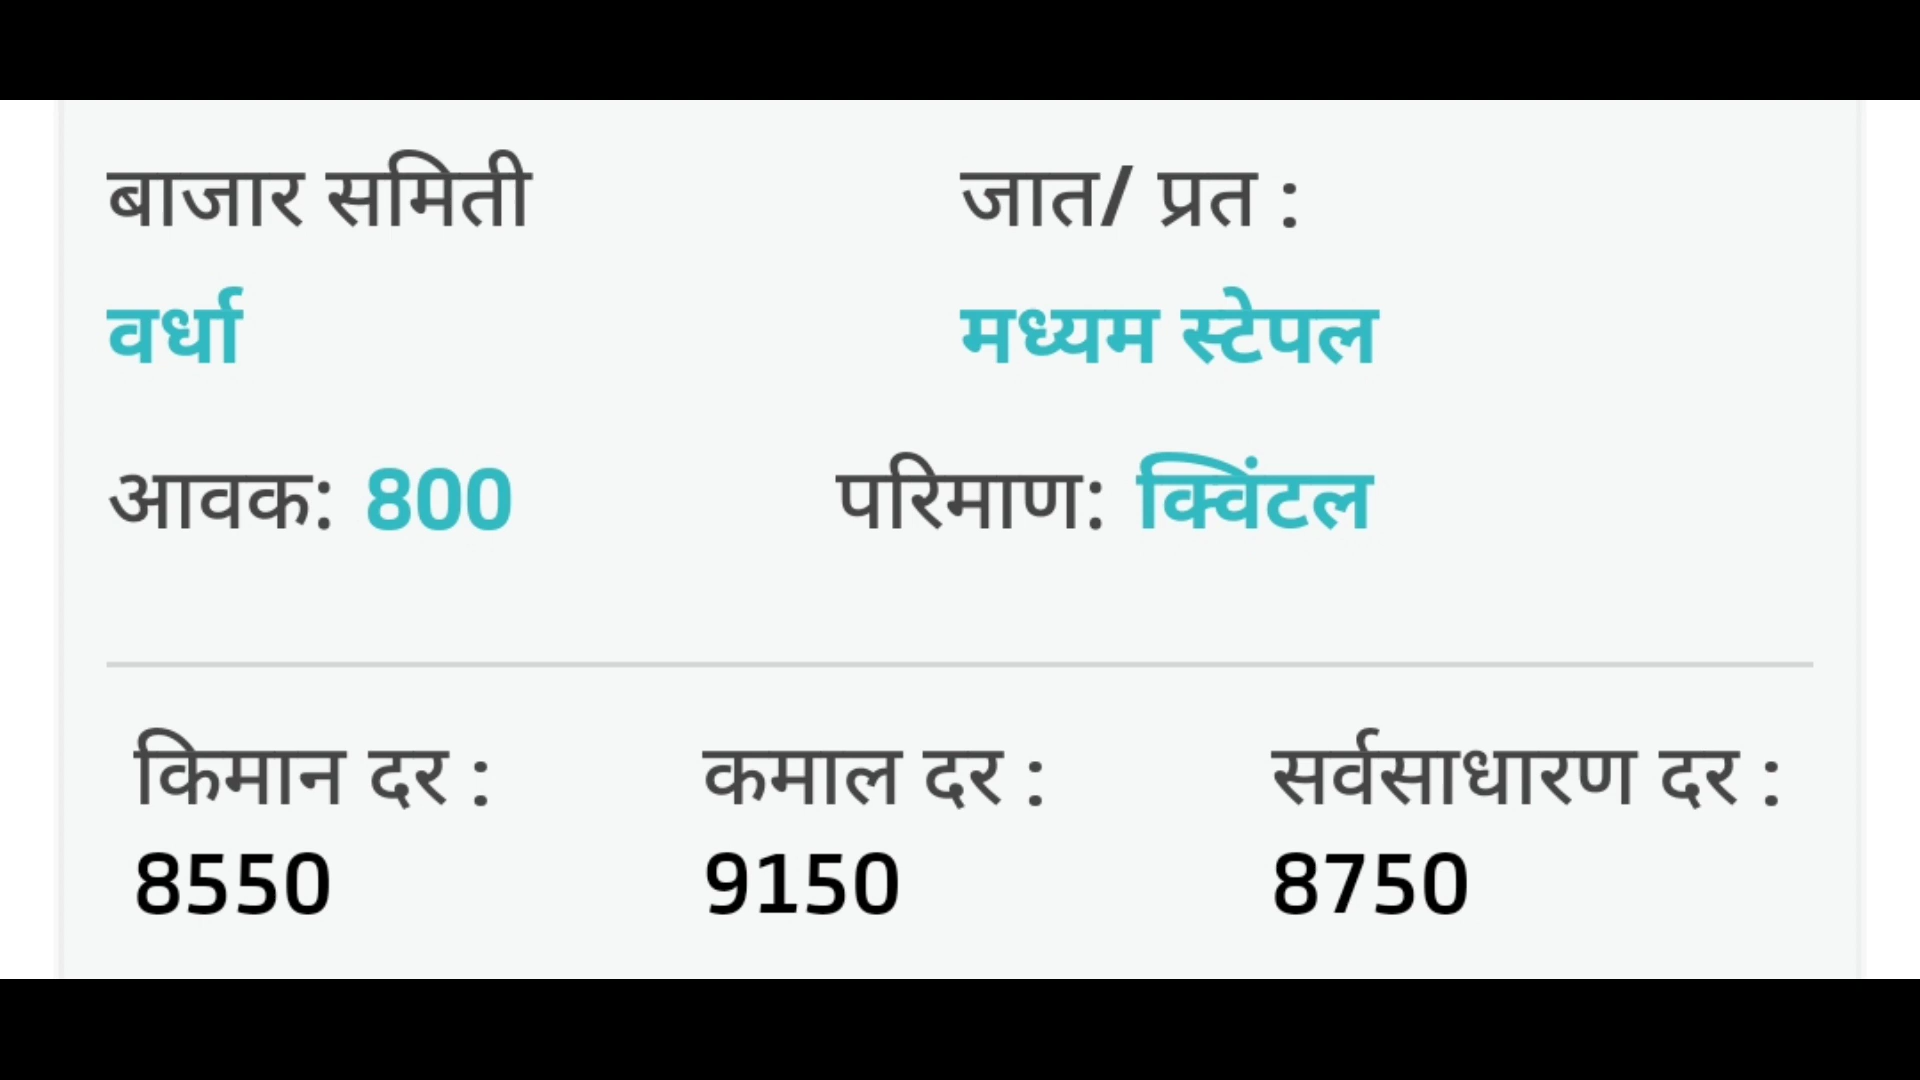 बाजार समिती जात/ प्रत :
वर्धा मध्यम स्टेपल
आवक: 800 परिमाण: क्विंटल
किमान दर : कमाल दर : सर्वसाधारण दर :
8550 9150 8750